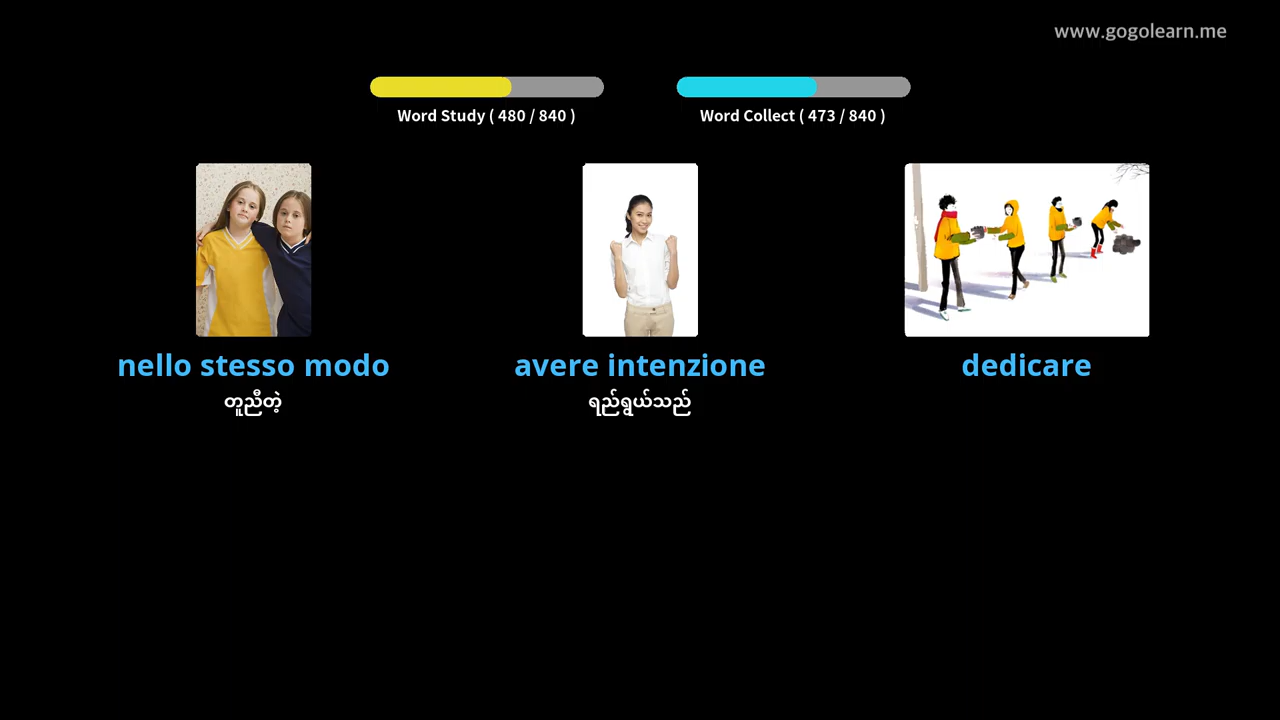 www.gogolearn.me
Word Study ( 480 / 840 )
Word Collect ( 473 / 840 )
nello stesso modo
တူညီတဲ့
avere intenzione
ရည်ရွယ်သည်
dedicare